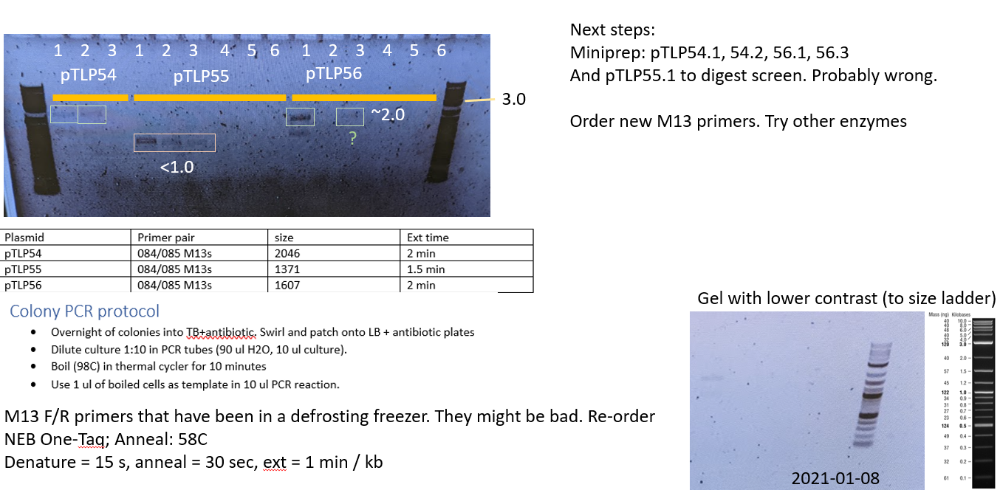 1 2 3 1 2 3 4 5 6 1 2 3 4 5 6
pTLP54 pTLP55 pTLP56
3.0
~2.0
?
<1.0
Next steps:
Miniprep: pTLP54.1, 54.2, 56.1, 56.3
And pTLP55.1 to digest screen. Probably wrong.
Order new M13 primers. Try other enzymes
Plasmid Primer pair size Ext time
pTLP54 084/085 M13s 2046 2 min
pTLP55 084/085 M13s 1371 1.5 min
pTLP56 084/085 M13s 1607 2 min
Colony PCR protocol
• Overnight of colonies into TB+antibiotic. Swirl and patch onto LB + antibiotic plates
• Dilute culture 1:10 in PCR tubes (90 ul H2O, 10 ul culture).
• Boil (98C) in thermal cycler for 10 minutes
• Use 1 ul of boiled cells as template in 10 ul PCR reaction.
M13 F/R primers that have been in a defrosting freezer. They might be bad. Re-order
NEB One-Taq; Anneal: 58C
Denature = 15 s, anneal = 30 sec, ext = 1 min / kb
Gel with lower contrast (to size ladder)
2021-01-08
Mass (ng) Kilobases
40 10.0
40 8.0
48 6.0
40 5.0
32 4.0
120 3.0
40 2.0
57 1.5
45 1.2
122 1.0
34 0.9
31 0.8
27 0.7
23 0.6
124 0.5
49 0.4
37 0.3
32 0.2
61 0.1